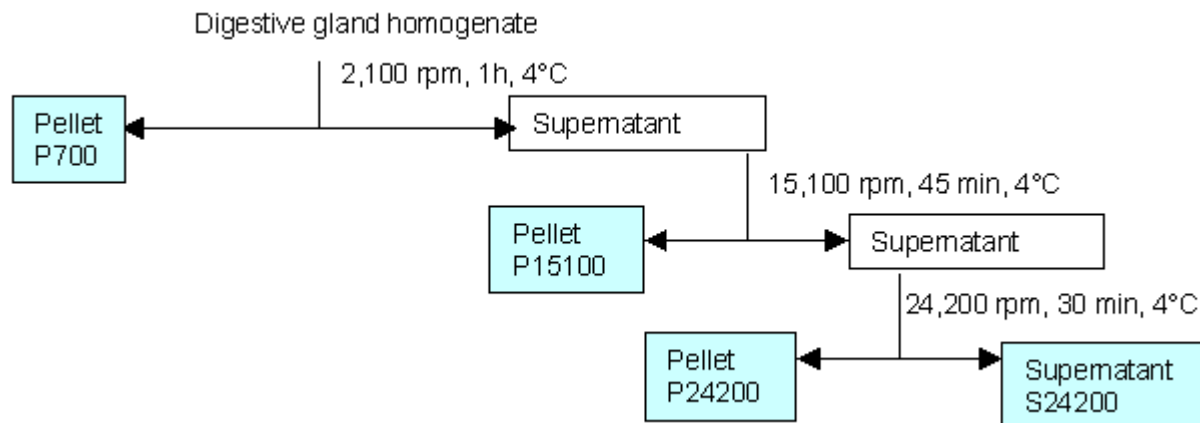 Digestive gland homogenate
2,100 rpm, 1h, 4°C
Pellet
P700
Supernatant
15,100 rpm, 45 min, 4°C
Pellet
P15100
Supernatant
24,200 rpm, 30 min, 4°C
Pellet
P24200
Supernatant
S24200